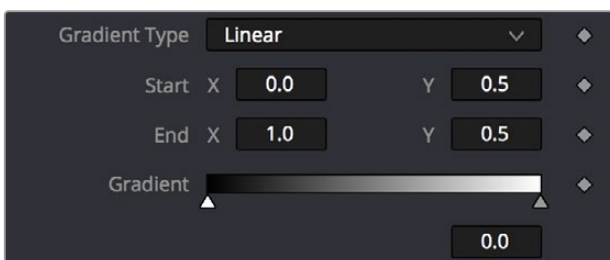 Gradient Type Linear
Start X 0.0 Y 0.5
End X 1.0 Y 0.5
Gradient
0.0